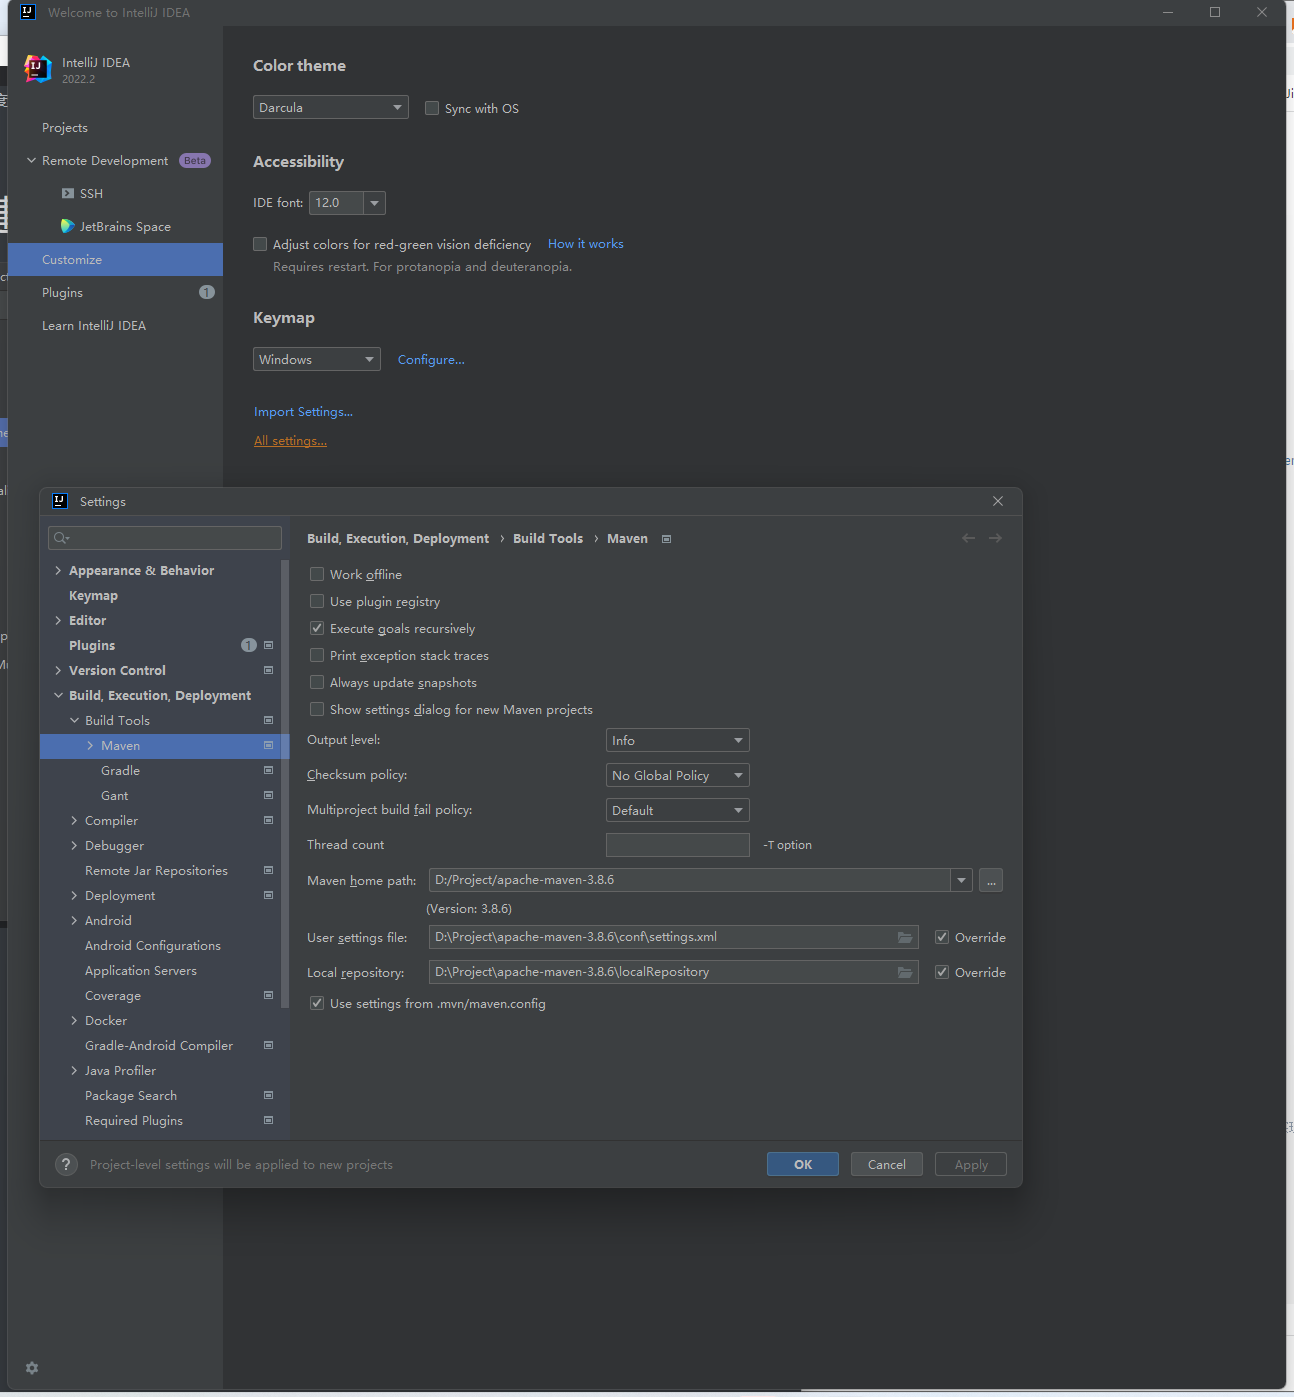 Welcome to IntelliJ IDEA
IntelliJ IDEA
2022.2
Projects
Remote Development Beta
SSH
JetBrains Space
Customize
Plugins 1
Learn IntelliJ IDEA
Color theme
Darcula Sync with OS
Accessibility
IDE font: 12.0
Adjust colors for red-green vision deficiency How it works
Requires restart. For protanopia and deuteranopia.
Keymap
Windows Configure...
Import Settings...
All settings...
Settings
Appearance & Behavior
Keymap
Editor
Plugins 1
Version Control
Build, Execution, Deployment
Build Tools
Maven
Gradle
Gant
Compiler
Debugger
Remote Jar Repositories
Deployment
Android
Android Configurations
Application Servers
Coverage
Docker
Gradle-Android Compiler
Java Profiler
Package Search
Required Plugins
Build, Execution, Deployment › Build Tools › Maven
Work offline
Use plugin registry
Execute goals recursively
Print exception stack traces
Always update snapshots
Show settings dialog for new Maven projects
Output level: Info
Checksum policy: No Global Policy
Multiproject build fail policy: Default
Thread count -T option
Maven home path: D:/Project/apache-maven-3.8.6 ...
(Version: 3.8.6)
User settings file: D:\Project\apache-maven-3.8.6\conf\settings.xml Override
Local repository: D:\Project\apache-maven-3.8.6\localRepository Override
Use settings from .mvn/maven.config
? Project-level settings will be applied to new projects
OK Cancel Apply